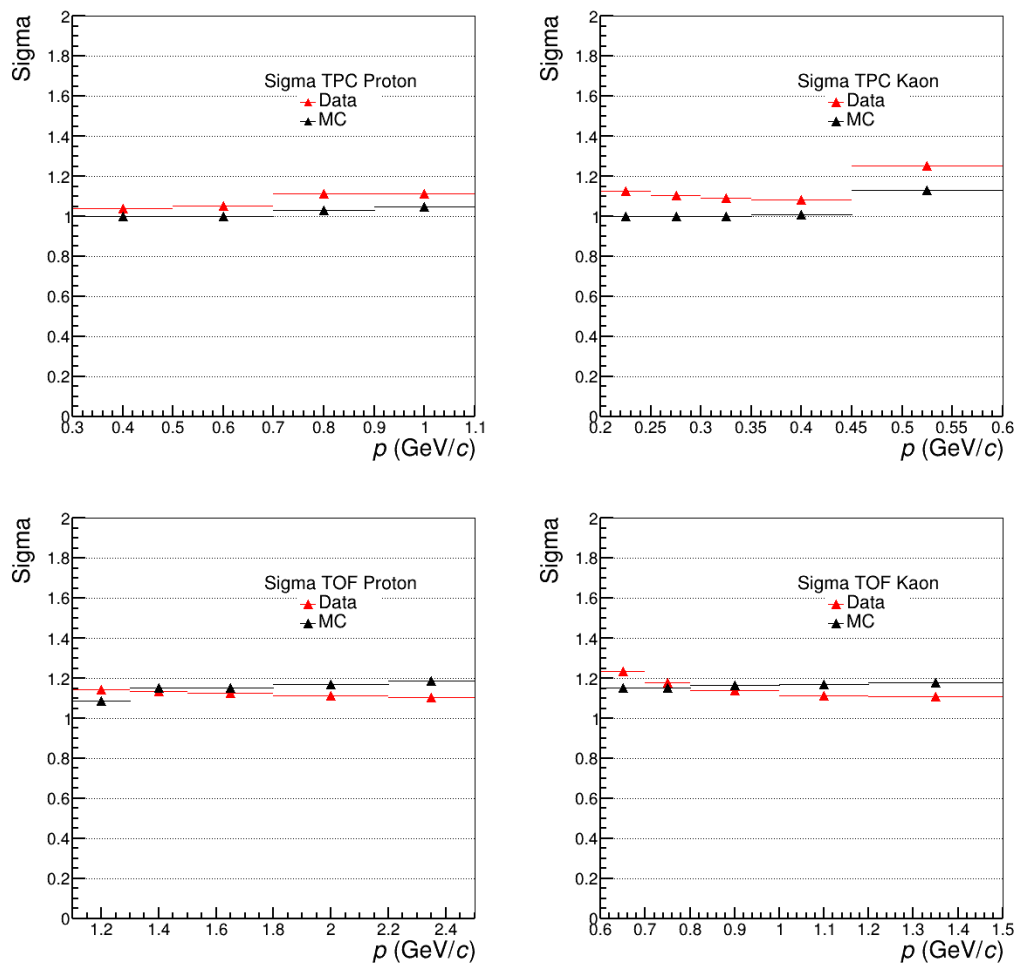 Sigma
2
1.8
1.6
1.4
1.2
1
0.8
0.6
0.4
0.2
0
Sigma TPC Proton
Data
MC
0.3 0.4 0.5 0.6 0.7 0.8 0.9 1 1.1
p (GeV/c)
Sigma
2
1.8
1.6
1.4
1.2
1
0.8
0.6
0.4
0.2
0
Sigma TPC Kaon
Data
MC
0.2 0.25 0.3 0.35 0.4 0.45 0.5 0.55 0.6
p (GeV/c)
Sigma
2
1.8
1.6
1.4
1.2
1
0.8
0.6
0.4
0.2
0
Sigma TOF Proton
Data
MC
1.2 1.4 1.6 1.8 2 2.2 2.4
p (GeV/c)
Sigma
2
1.8
1.6
1.4
1.2
1
0.8
0.6
0.4
0.2
0
Sigma TOF Kaon
Data
MC
0.6 0.7 0.8 0.9 1 1.1 1.2 1.3 1.4 1.5
p (GeV/c)